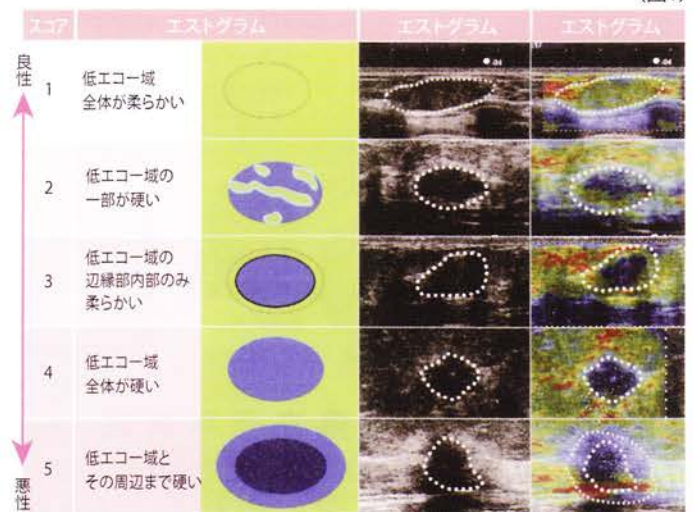 スコア エストグラム エストグラム エストグラム
良性
1 低エコー域
全体が柔らかい
2 低エコー域の
一部が硬い
3 低エコー域の
辺縁部内部のみ
柔らかい
4 低エコー域
全体が硬い
5 低エコー域と
その周辺まで硬い
悪性